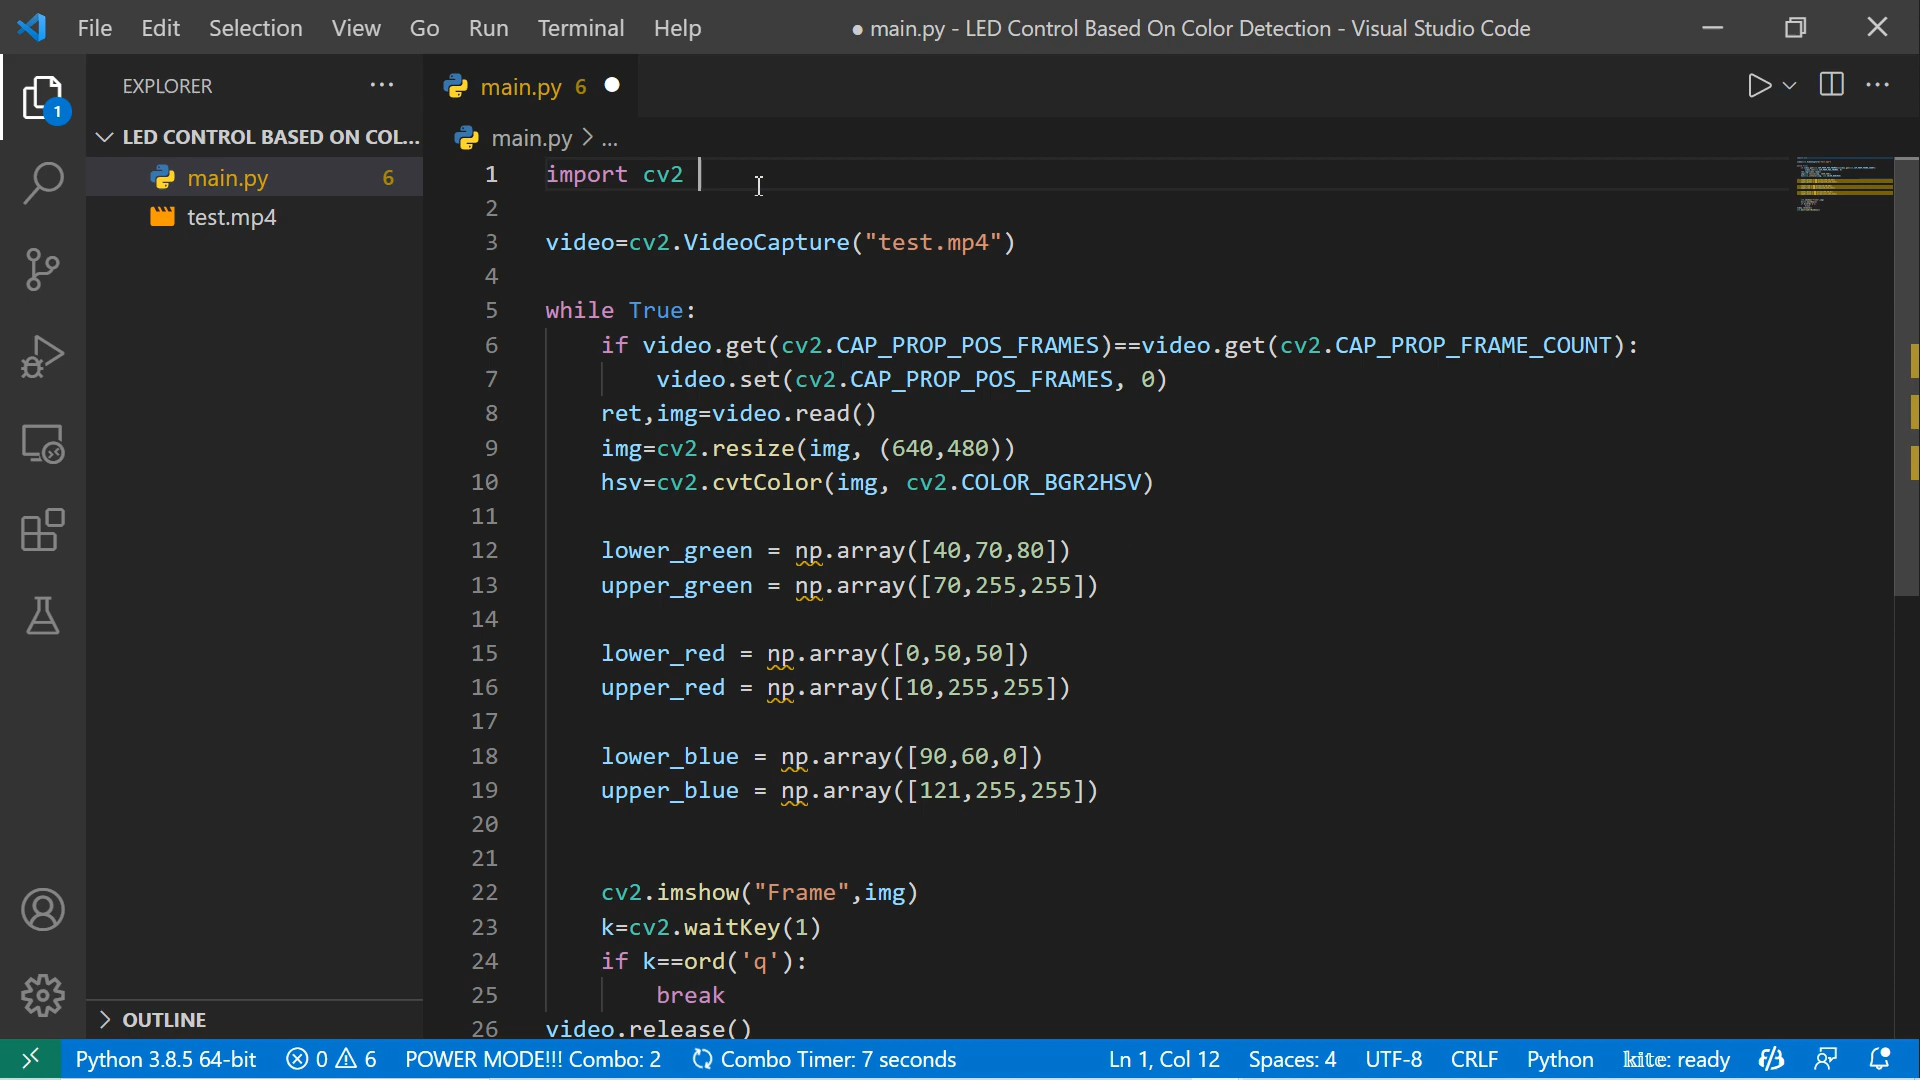 File Edit Selection View Go Run Terminal Help ● main.py - LED Control Based On Color Detection - Visual Studio Code
EXPLORER ...
1
LED CONTROL BASED ON COL...
main.py 6
test.mp4
OUTLINE
main.py 6 ●
main.py > ...
1 import cv2
2
3 video=cv2.VideoCapture("test.mp4")
4
5 while True:
6 if video.get(cv2.CAP_PROP_POS_FRAMES)==video.get(cv2.CAP_PROP_FRAME_COUNT):
7 video.set(cv2.CAP_PROP_POS_FRAMES, 0)
8 ret,img=video.read()
9 img=cv2.resize(img, (640,480))
10 hsv=cv2.cvtColor(img, cv2.COLOR_BGR2HSV)
11
12 lower_green = np.array([40,70,80])
13 upper_green = np.array([70,255,255])
14
15 lower_red = np.array([0,50,50])
16 upper_red = np.array([10,255,255])
17
18 lower_blue = np.array([90,60,0])
19 upper_blue = np.array([121,255,255])
20
21
22 cv2.imshow("Frame",img)
23 k=cv2.waitKey(1)
24 if k==ord('q'):
25 break
26 video.release()
Python 3.8.5 64-bit 0 6 POWER MODE!!! Combo: 2 Combo Timer: 7 seconds Ln 1, Col 12 Spaces: 4 UTF-8 CRLF Python kite: ready